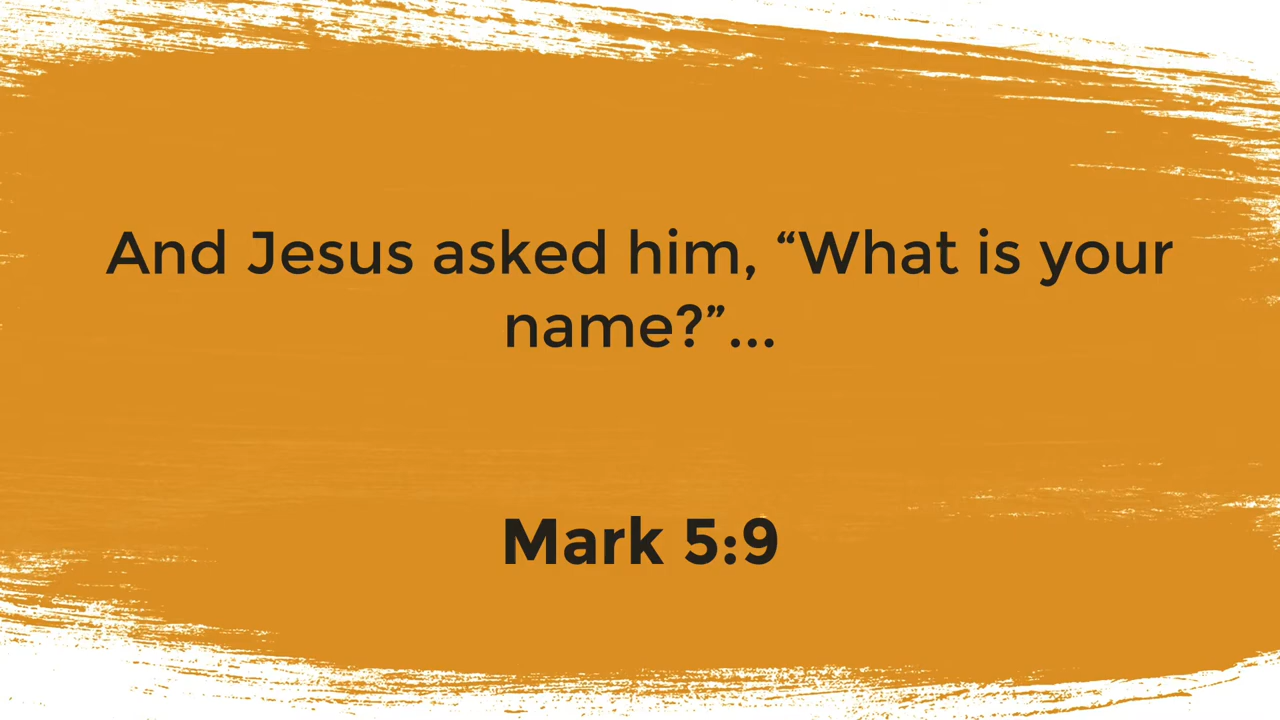 And Jesus asked him, “What is your
name?”...
Mark 5:9